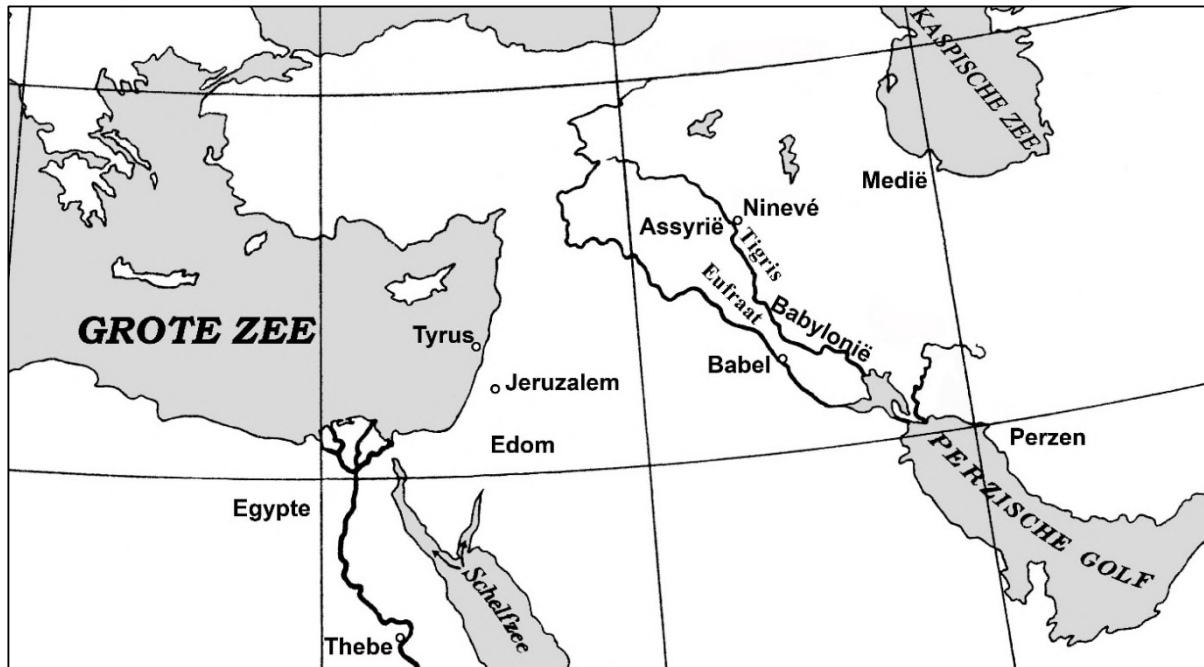 KASPISCHE ZEE
Medië
Ninevé
Assyrië
Tigris
Eufraat
GROTE ZEE
Babylonië
Tyrus
Babel
Jeruzalem
Edom
Perzen
PERZISCHE GOLF
Egypte
Schelfzee
Thebe